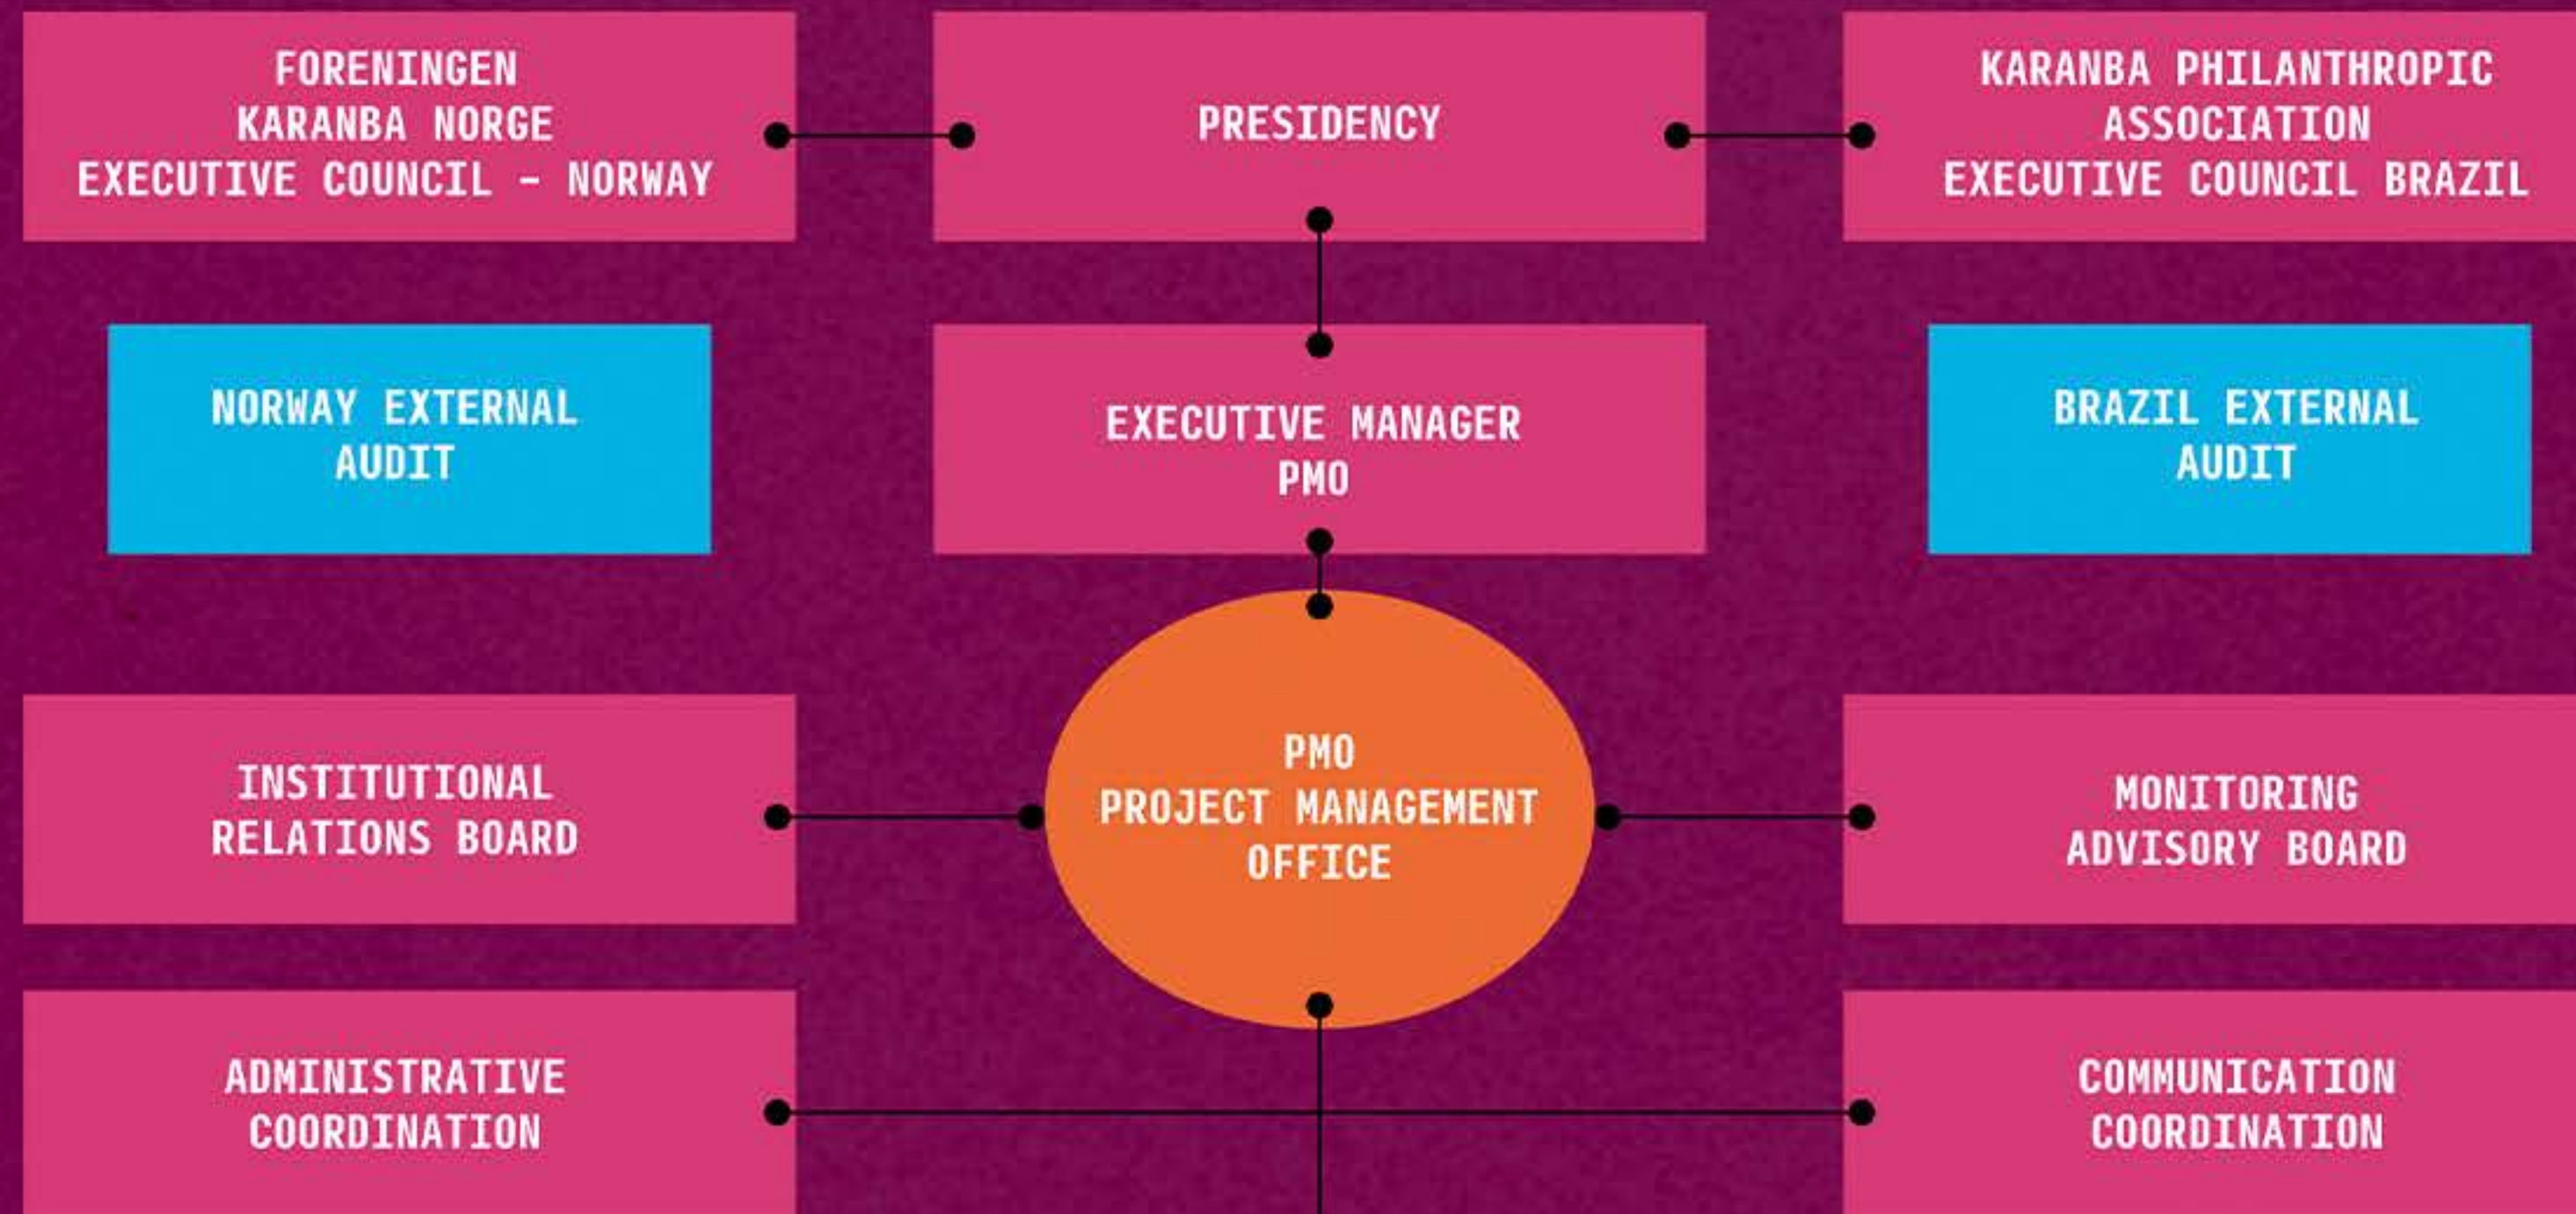 FORENINGEN
KARANBA NORGE
EXECUTIVE COUNCIL - NORWAY
PRESIDENCY
KARANBA PHILANTHROPIC
ASSOCIATION
EXECUTIVE COUNCIL BRAZIL
NORWAY EXTERNAL
AUDIT
EXECUTIVE MANAGER
PMO
BRAZIL EXTERNAL
AUDIT
INSTITUTIONAL
RELATIONS BOARD
PMO
PROJECT MANAGEMENT
OFFICE
MONITORING
ADVISORY BOARD
ADMINISTRATIVE
COORDINATION
COMMUNICATION
COORDINATION